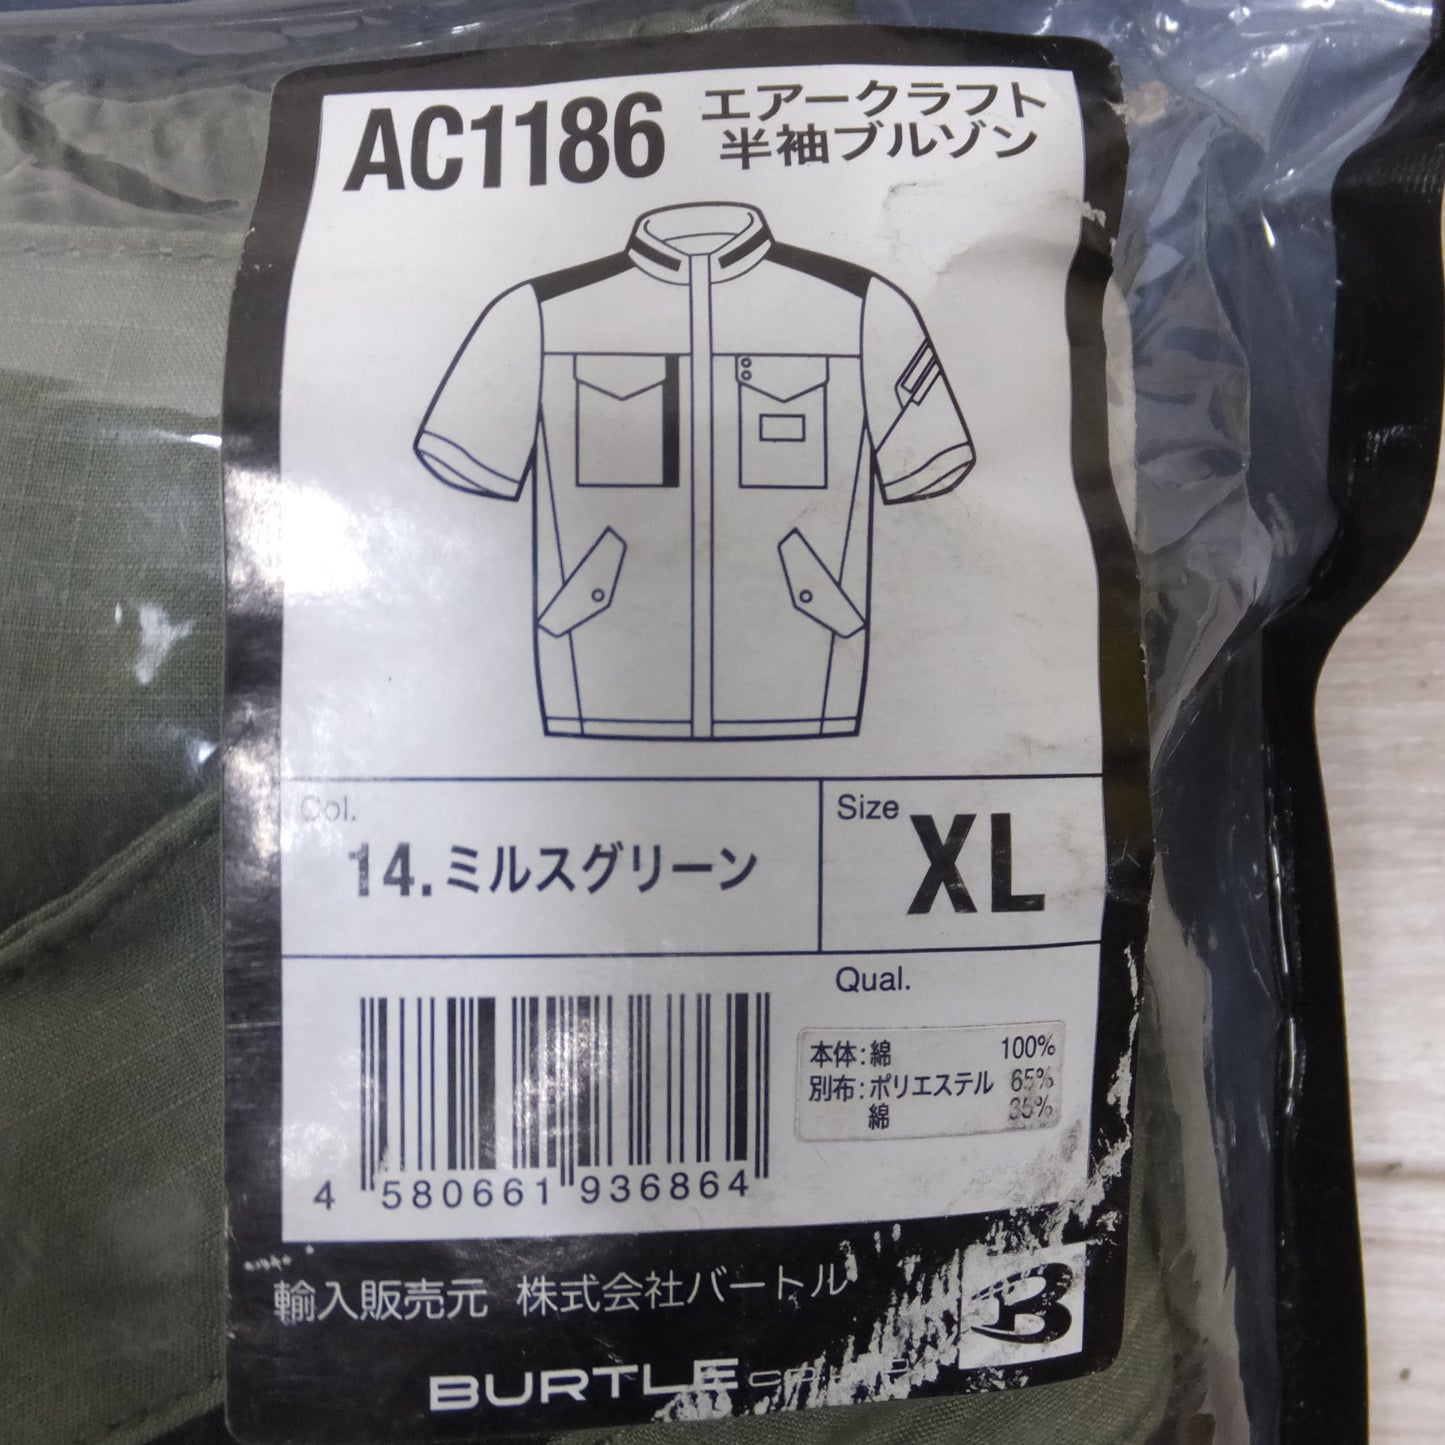 AC1186
エアークラフト
半袖ブルゾン
Col.
14.ミルスグリーン
Size
XL
Qual.
本体:綿 100%
別布:ポリエステル 65%
綿 35%
4 580661 936864
輸入販売元 株式会社バートル
BURTLE